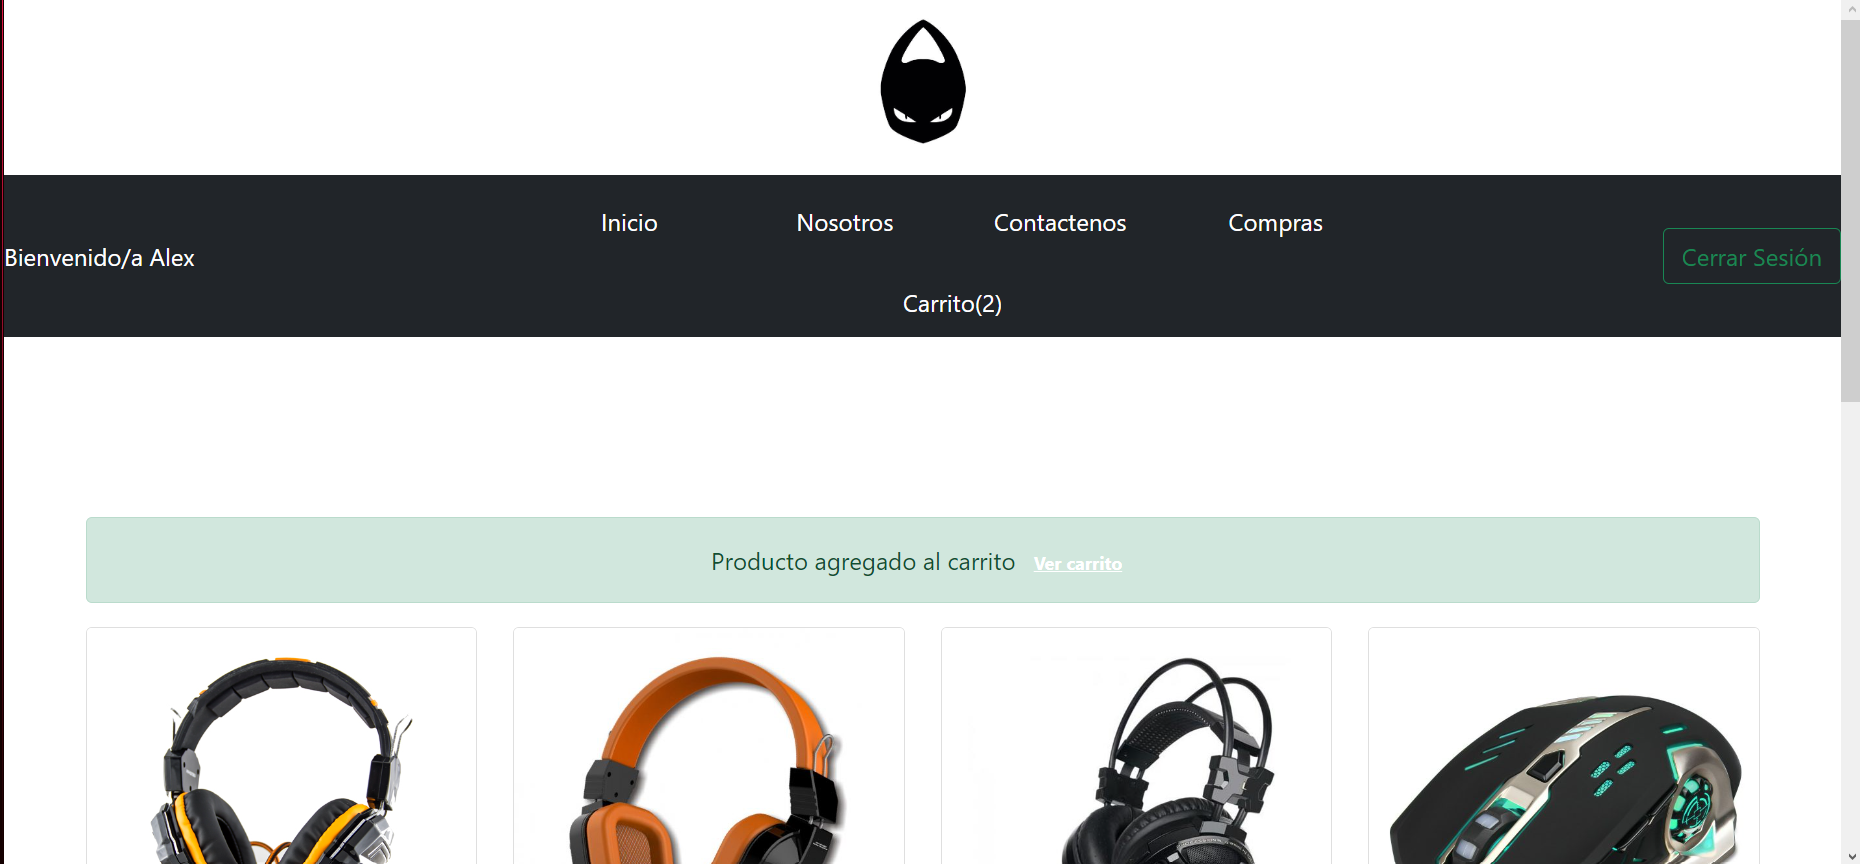 Inicio Nosotros Contactenos Compras
Bienvenido/a Alex
Cerrar Sesión
Carrito(2)
Producto agregado al carrito Ver carrito